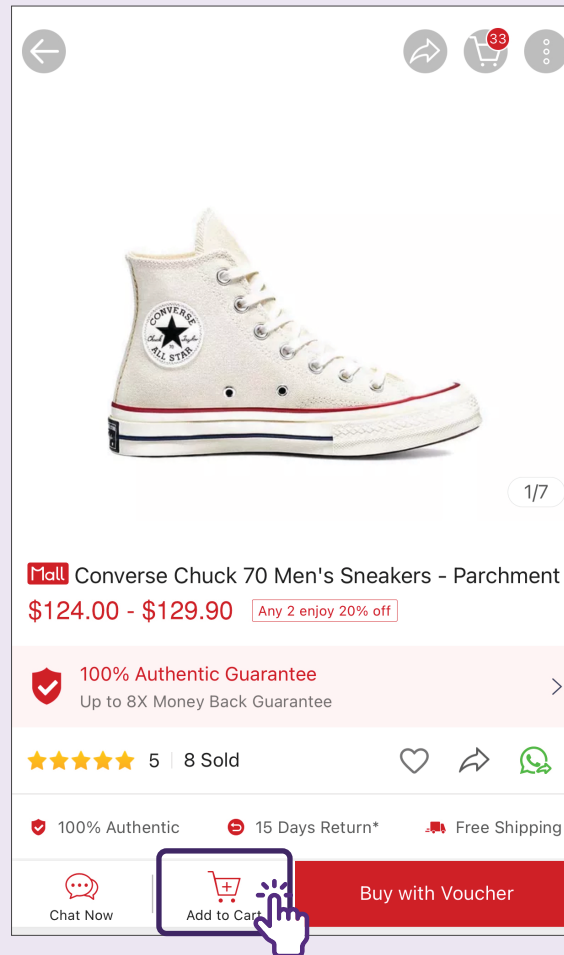 33
CONVERSE
Chuck Taylor
ALL STAR
1/7
Mall Converse Chuck 70 Men's Sneakers - Parchment
$124.00 - $129.90 Any 2 enjoy 20% off
100% Authentic Guarantee
Up to 8X Money Back Guarantee
5 8 Sold
100% Authentic 15 Days Return* Free Shipping
Chat Now Add to Cart Buy with Voucher